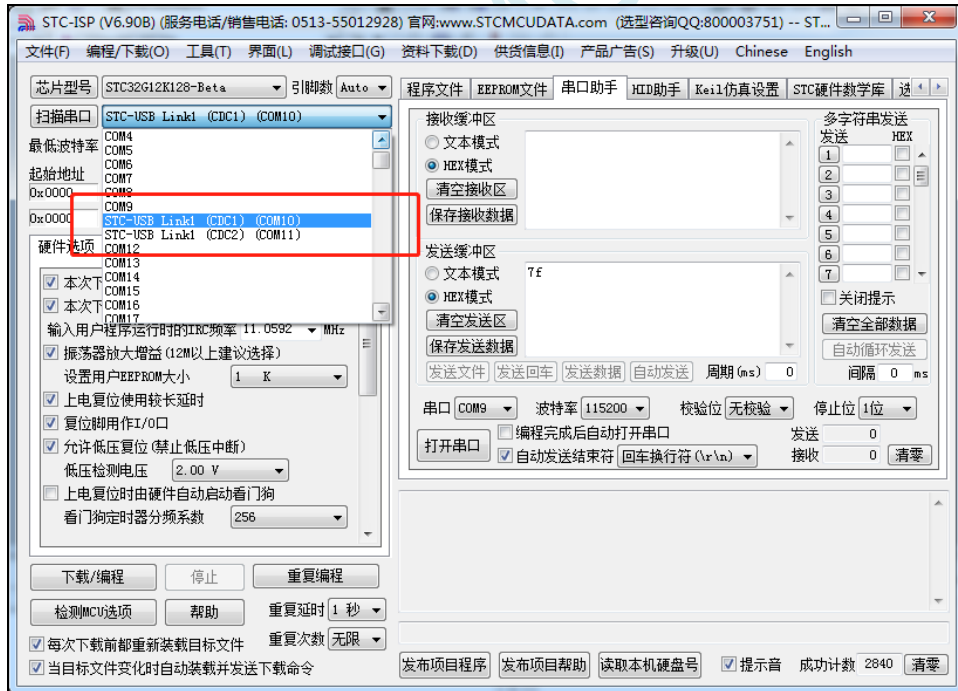 STC-ISP (V6.90B) (服务电话/销售电话: 0513-55012928) 官网:www.STCMCUDATA.com (选型咨询QQ:800003751) -- ST...
文件(F) 编程/下载(O) 工具(T) 界面(L) 调试接口(G) 资料下载(D) 供货信息(I) 产品广告(S) 升级(U) Chinese English
芯片型号 STC32G12K128-Beta 引脚数 Auto
扫描串口 STC-USB Link1 (CDC1) (COM10)
最低波特率
起始地址
0x0000
0x0000
COM4
COM5
COM6
COM7
COM8
COM9
STC-USB Link1 (CDC1) (COM10)
STC-USB Link1 (CDC2) (COM11)
COM12
COM13
COM14
COM15
COM16
COM17
硬件选项
本次下
本次下
输入用户程序运行时的IRC频率 11.0592 MHz
振荡器放大增益(12M以上建议选择)
设置用户EEPROM大小 1 K
上电复位使用较长延时
复位脚用作I/O口
允许低压复位(禁止低压中断)
低压检测电压 2.00 V
上电复位时由硬件自动启动看门狗
看门狗定时器分频系数 256
下载/编程 停止 重复编程
检测MCU选项 帮助 重复延时 1 秒
每次下载前都重新装载目标文件 重复次数 无限
当目标文件变化时自动装载并发送下载命令
程序文件 EEPROM文件 串口助手 HID助手 Keil仿真设置 STC硬件数学库 选
接收缓冲区
文本模式
HEX模式
清空接收区
保存接收数据
发送缓冲区
文本模式 7f
HEX模式
清空发送区
保存发送数据
发送文件 发送回车 发送数据 自动发送 周期(ms) 0
多字符串发送
发送 HEX
1
2
3
4
5
6
7
关闭提示
清空全部数据
自动循环发送
间隔 0 ms
串口 COM9 波特率 115200 校验位 无校验 停止位 1位
打开串口 编程完成后自动打开串口 发送 0
自动发送结束符 回车换行符(\r\n) 接收 0 清零
发布项目程序 发布项目帮助 读取本机硬盘号 提示音 成功计数 2840 清零